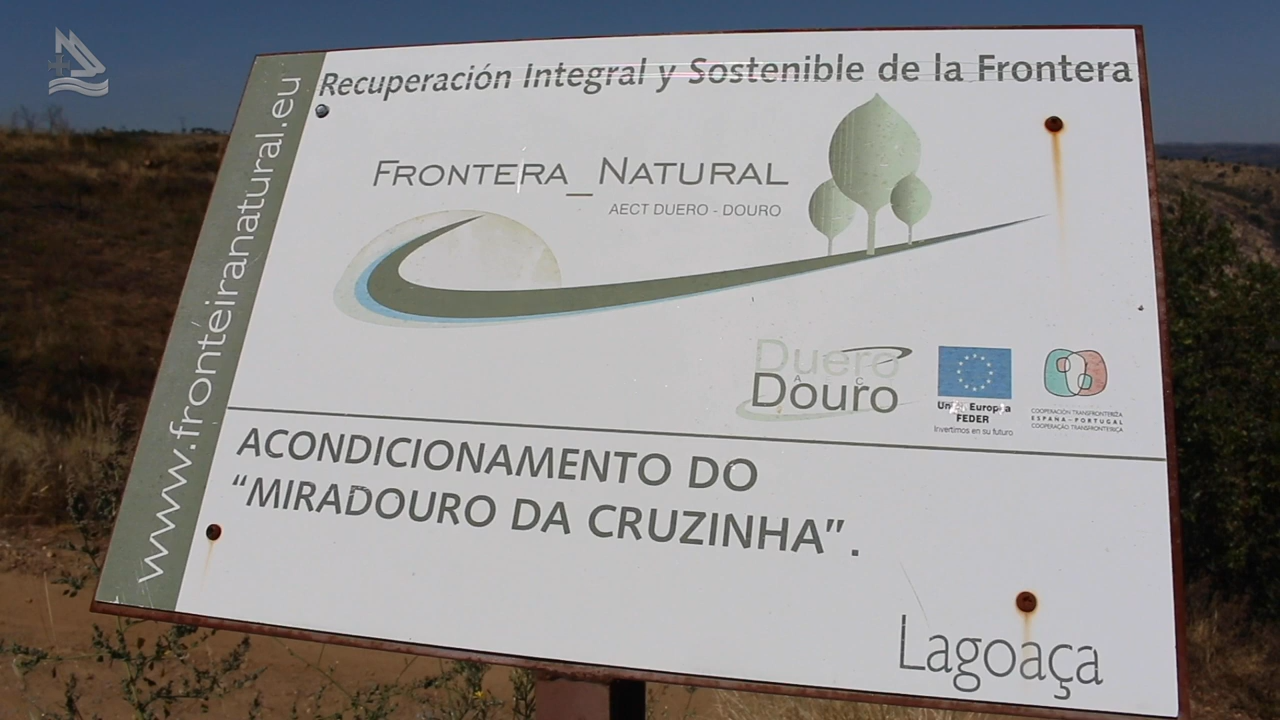 www.fronteiranatural.eu
Recuperación Integral y Sostenible de la Frontera
FRONTERA_NATURAL
AECT DUERO - DOURO
Duero
Douro
Unión Europea
FEDER
Invertimos en su futuro
COOPERACIÓN TRANSFRONTERIZA
ESPAÑA - PORTUGAL
COOPERAÇÃO TRANSFRONTEIRIÇA
ACONDICIONAMENTO DO
“MIRADOURO DA CRUZINHA”.
Lagoaça